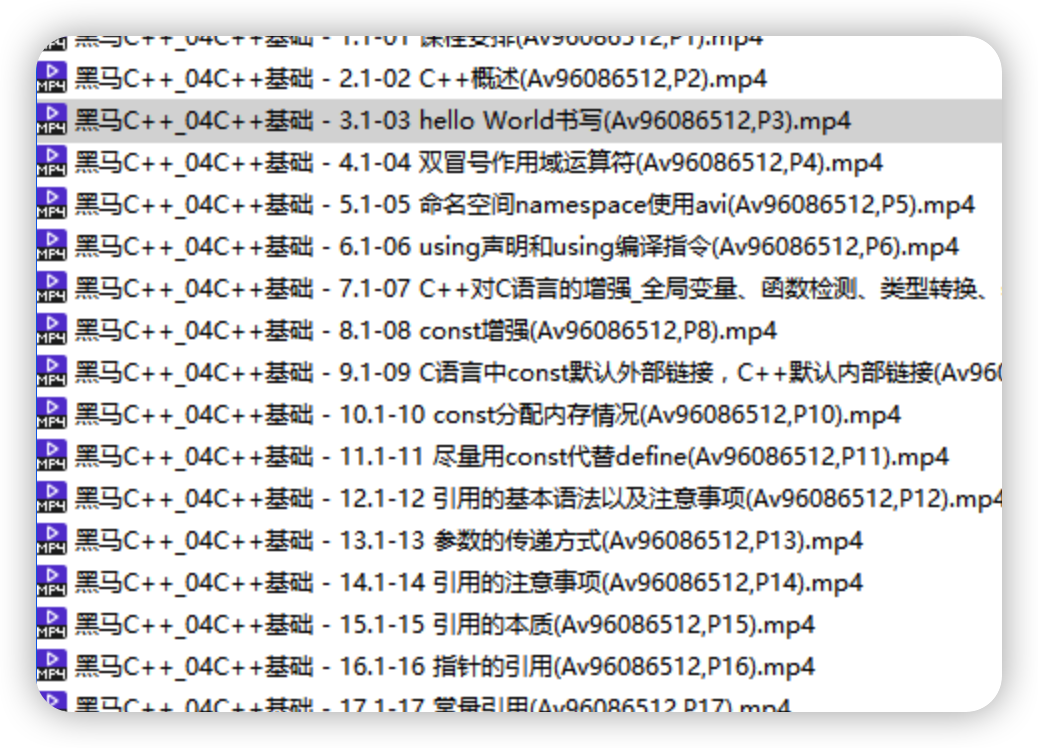 黑马C++_04C++基础 - 1.1-01 课程安排(Av96086512,P1).mp4
黑马C++_04C++基础 - 2.1-02 C++概述(Av96086512,P2).mp4
黑马C++_04C++基础 - 3.1-03 hello World书写(Av96086512,P3).mp4
黑马C++_04C++基础 - 4.1-04 双冒号作用域运算符(Av96086512,P4).mp4
黑马C++_04C++基础 - 5.1-05 命名空间namespace使用avi(Av96086512,P5).mp4
黑马C++_04C++基础 - 6.1-06 using声明和using编译指令(Av96086512,P6).mp4
黑马C++_04C++基础 - 7.1-07 C++对C语言的增强_全局变量、函数检测、类型转换、
黑马C++_04C++基础 - 8.1-08 const增强(Av96086512,P8).mp4
黑马C++_04C++基础 - 9.1-09 C语言中const默认外部链接，C++默认内部链接(Av960
黑马C++_04C++基础 - 10.1-10 const分配内存情况(Av96086512,P10).mp4
黑马C++_04C++基础 - 11.1-11 尽量用const代替define(Av96086512,P11).mp4
黑马C++_04C++基础 - 12.1-12 引用的基本语法以及注意事项(Av96086512,P12).mp4
黑马C++_04C++基础 - 13.1-13 参数的传递方式(Av96086512,P13).mp4
黑马C++_04C++基础 - 14.1-14 引用的注意事项(Av96086512,P14).mp4
黑马C++_04C++基础 - 15.1-15 引用的本质(Av96086512,P15).mp4
黑马C++_04C++基础 - 16.1-16 指针的引用(Av96086512,P16).mp4
黑马C++_04C++基础 - 17.1-17 常量引用(Av96086512,P17).mp4